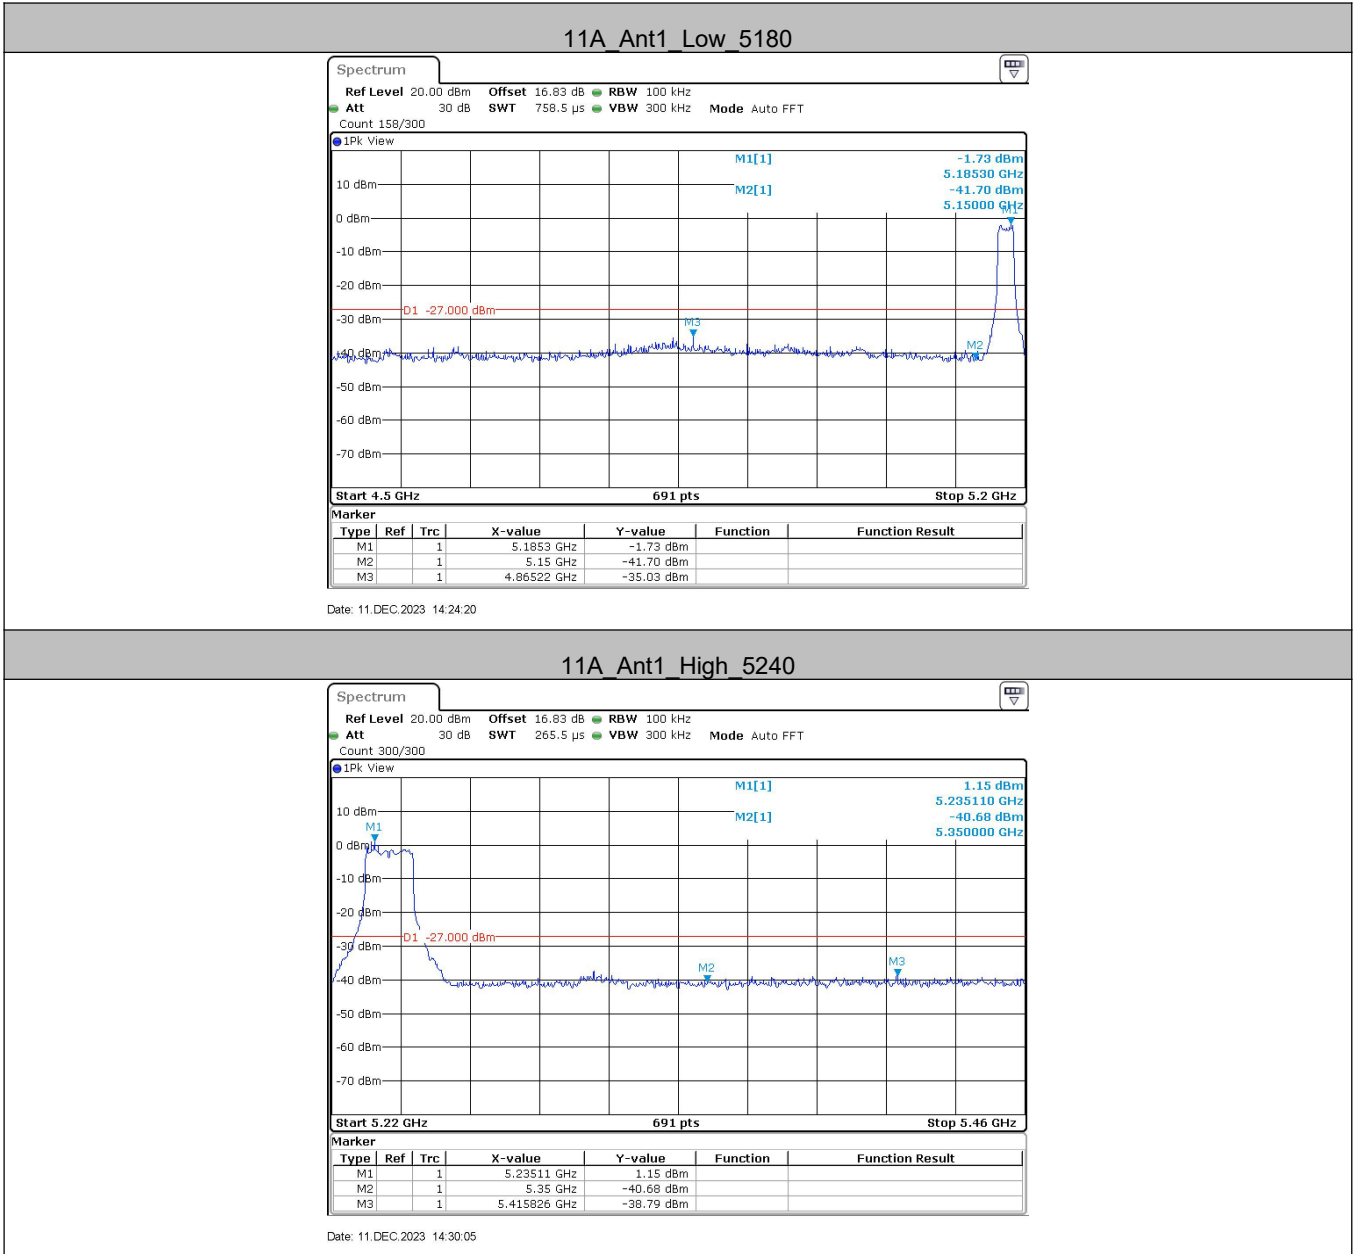 11A_Ant1_Low_5180
Spectrum
Ref Level 20.00 dBm Offset 16.83 dB RBW 100 kHz
Att 30 dB SWT 758.5 µs VBW 300 kHz Mode Auto FFT
Count 158/300
1Pk View
M1[1] -1.73 dBm
5.18530 GHz
M2[1] -41.70 dBm
5.15000 GHz
M1
10 dBm
0 dBm
-10 dBm
-20 dBm
D1 -27.000 dBm
-30 dBm
M3
M2
-40 dBm
-50 dBm
-60 dBm
-70 dBm
Start 4.5 GHz 691 pts Stop 5.2 GHz
Marker
Type Ref Trc X-value Y-value Function Function Result
M1 1 5.1853 GHz -1.73 dBm
M2 1 5.15 GHz -41.70 dBm
M3 1 4.86522 GHz -35.03 dBm
Date: 11.DEC.2023 14:24:20
11A_Ant1_High_5240
Spectrum
Ref Level 20.00 dBm Offset 16.83 dB RBW 100 kHz
Att 30 dB SWT 265.5 µs VBW 300 kHz Mode Auto FFT
Count 300/300
1Pk View
M1[1] 1.15 dBm
5.235110 GHz
M2[1] -40.68 dBm
5.350000 GHz
10 dBm
M1
0 dBm
-10 dBm
-20 dBm
D1 -27.000 dBm
-30 dBm
M2
M3
-40 dBm
-50 dBm
-60 dBm
-70 dBm
Start 5.22 GHz 691 pts Stop 5.46 GHz
Marker
Type Ref Trc X-value Y-value Function Function Result
M1 1 5.23511 GHz 1.15 dBm
M2 1 5.35 GHz -40.68 dBm
M3 1 5.415826 GHz -38.79 dBm
Date: 11.DEC.2023 14:30:05